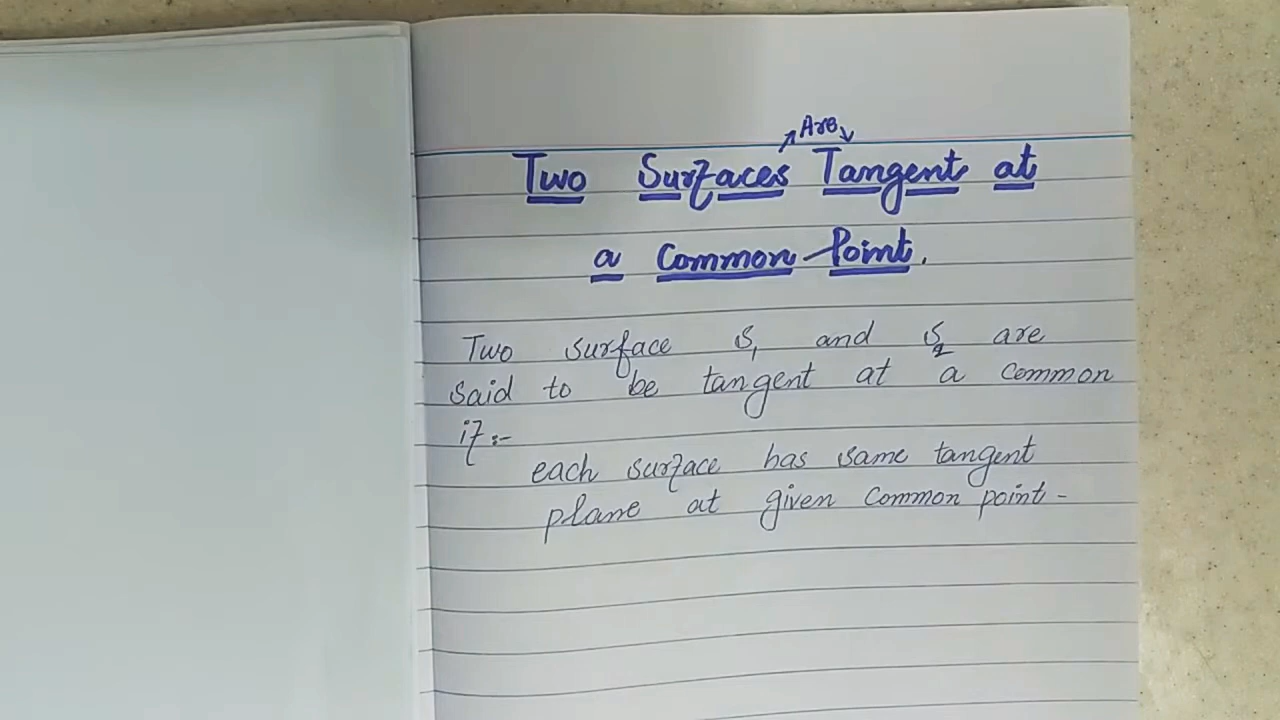 Are
Two Surfaces Tangent at
a Common Point.
Two surface S1 and S2 are
said to be tangent at a common
if :-
each surface has same tangent
plane at given common point -